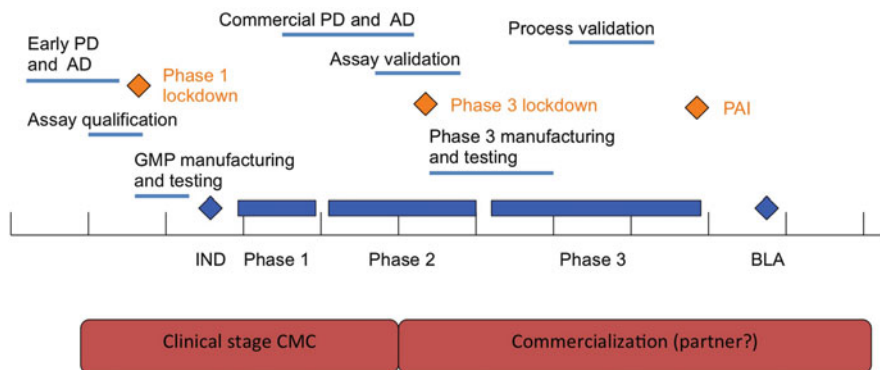 Commercial PD and AD
Process validation
Early PD
and AD
Assay validation
Phase 1
lockdown
Phase 3 lockdown
PAI
Assay qualification
Phase 3 manufacturing
and testing
GMP manufacturing
and testing
IND
Phase 1
Phase 2
Phase 3
BLA
Clinical stage CMC
Commercialization (partner?)